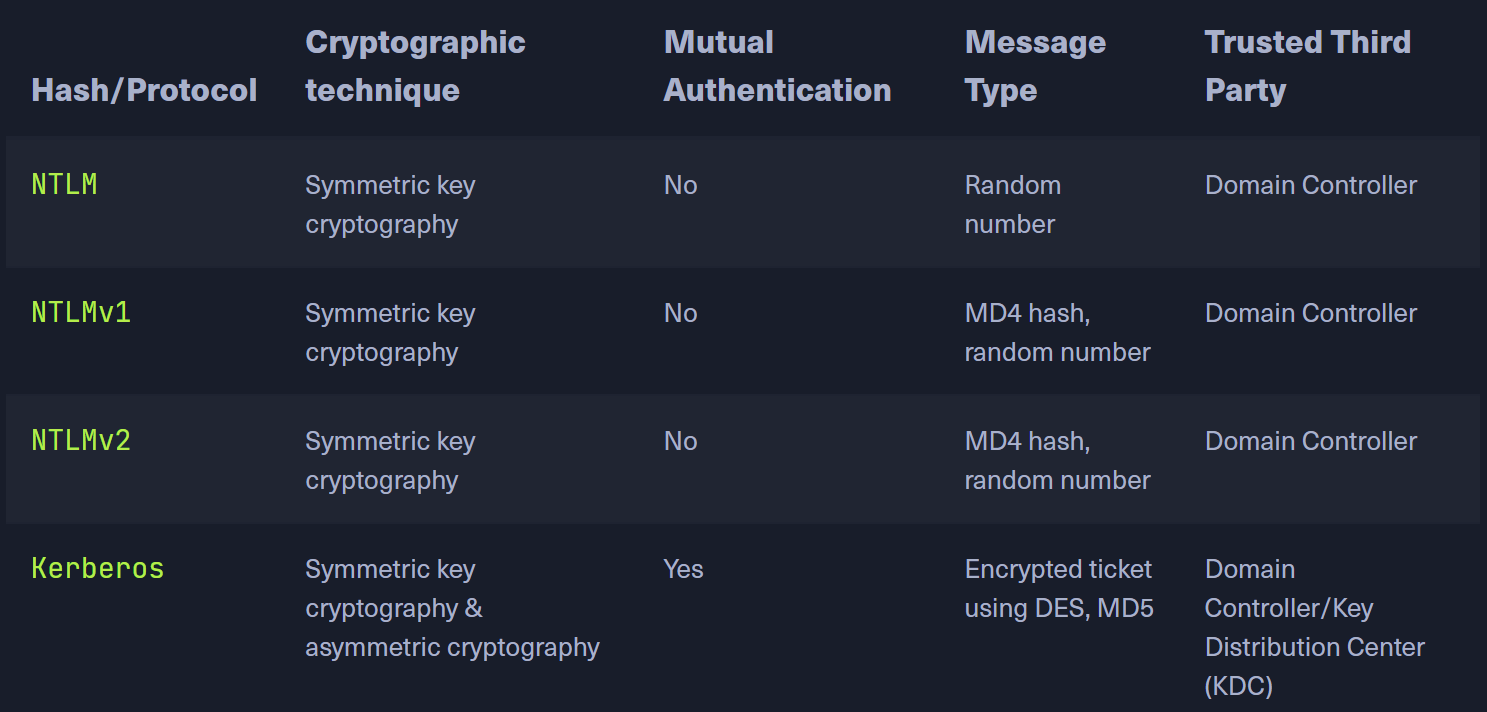 Hash/Protocol Cryptographic technique Mutual Authentication Message Type Trusted Third Party
NTLM Symmetric key cryptography No Random number Domain Controller
NTLMv1 Symmetric key cryptography No MD4 hash, random number Domain Controller
NTLMv2 Symmetric key cryptography No MD4 hash, random number Domain Controller
Kerberos Symmetric key cryptography & asymmetric cryptography Yes Encrypted ticket using DES, MD5 Domain Controller/Key Distribution Center (KDC)